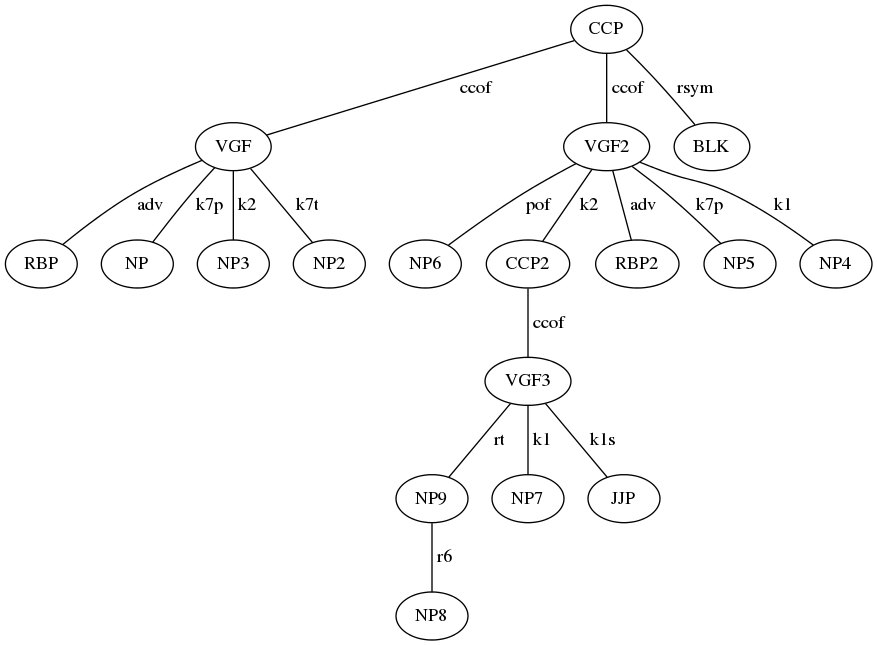 CCP
ccof ccof rsym
VGF VGF2 BLK
adv k7p k2 k7t pof k2 adv k7p k1
RBP NP NP3 NP2 NP6 CCP2 RBP2 NP5 NP4
ccof
VGF3
rt k1 k1s
NP9 NP7 JJP
r6
NP8